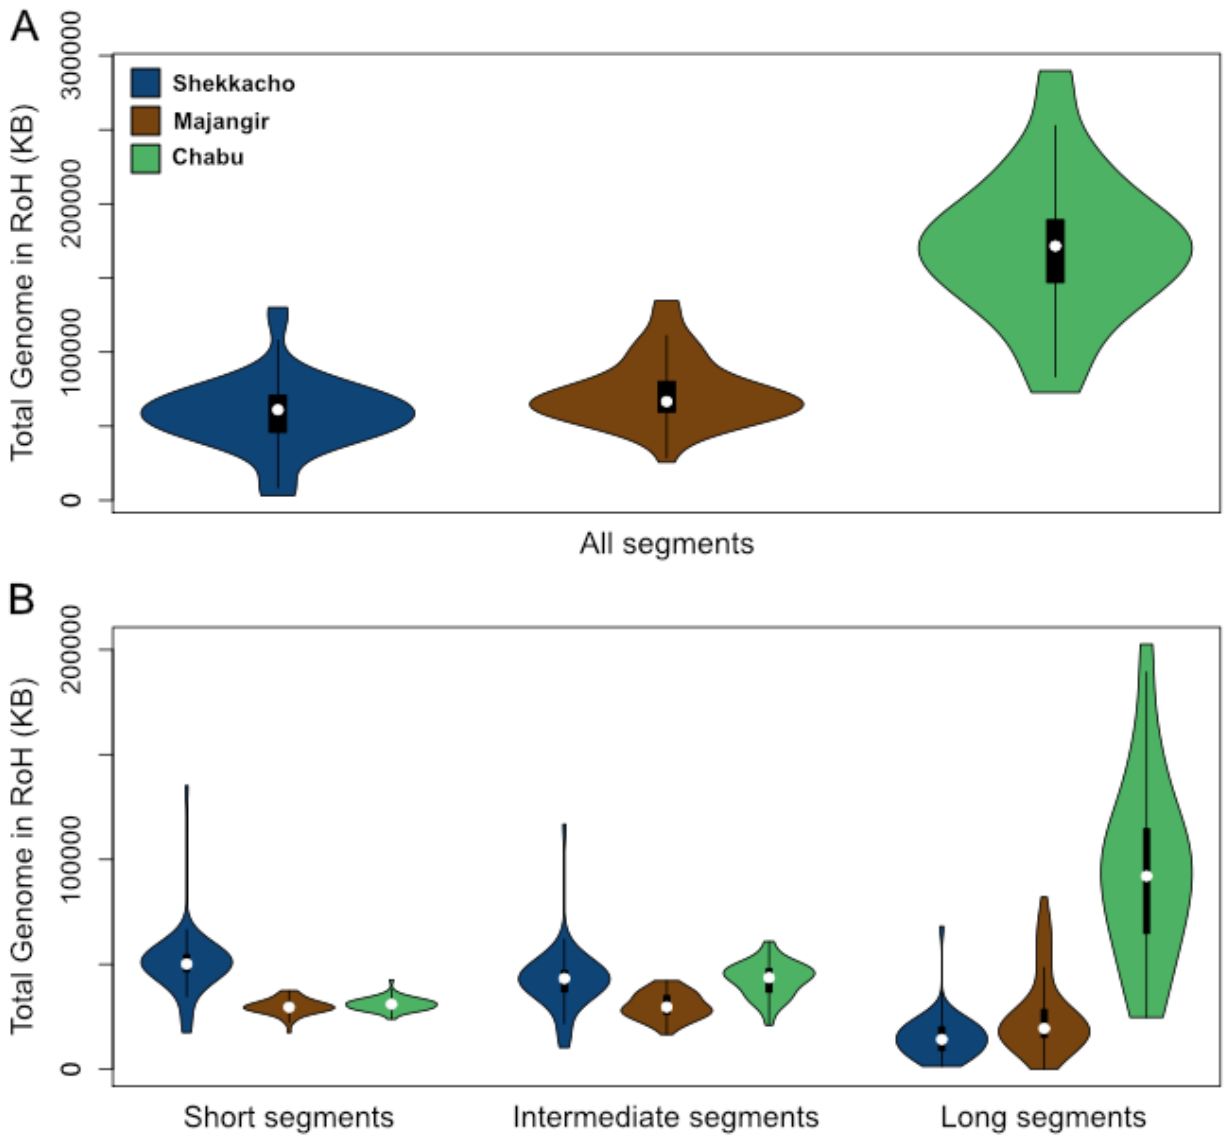 A
Total Genome in RoH (KB)
300000
200000
100000
0
Shekkacho
Majangir
Chabu
All segments
B
Total Genome in RoH (KB)
200000
100000
0
Short segments
Intermediate segments
Long segments